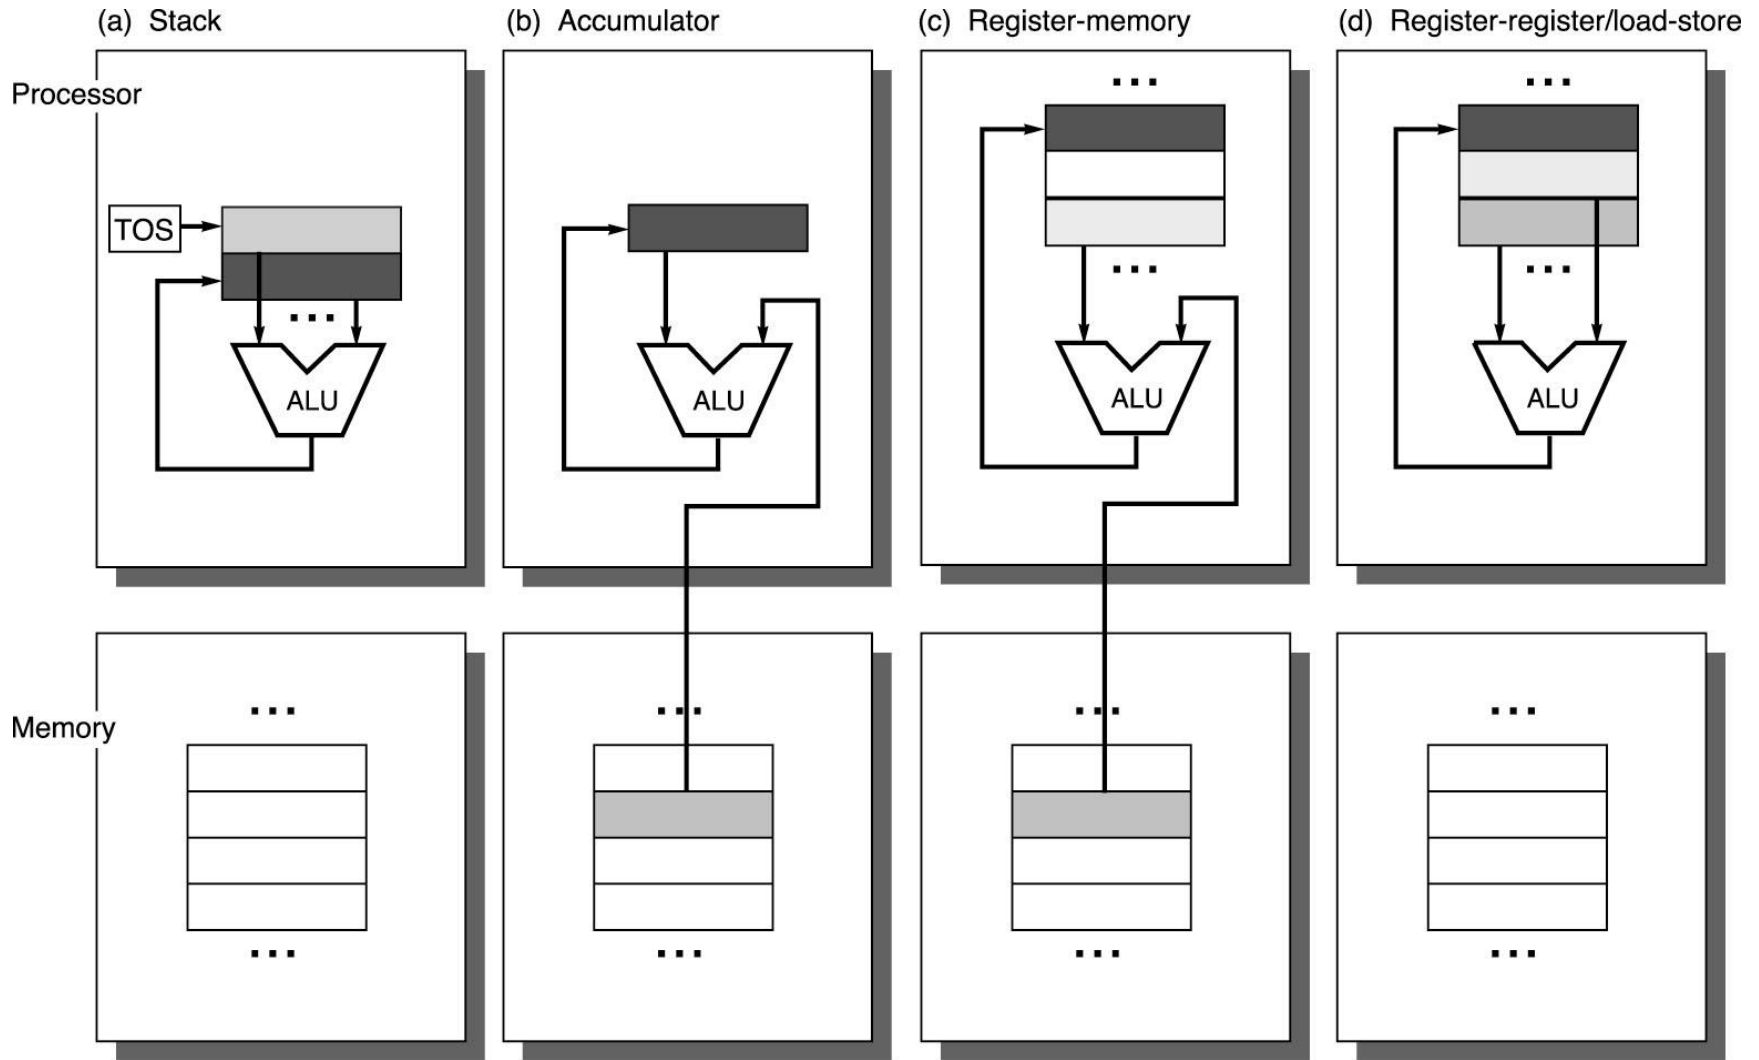 (a) Stack
(b) Accumulator
(c) Register-memory
(d) Register-register/load-store
Processor
...
...
TOS
...
...
...
ALU
ALU
ALU
ALU
Memory
...
...
...
...
...
...
...
...